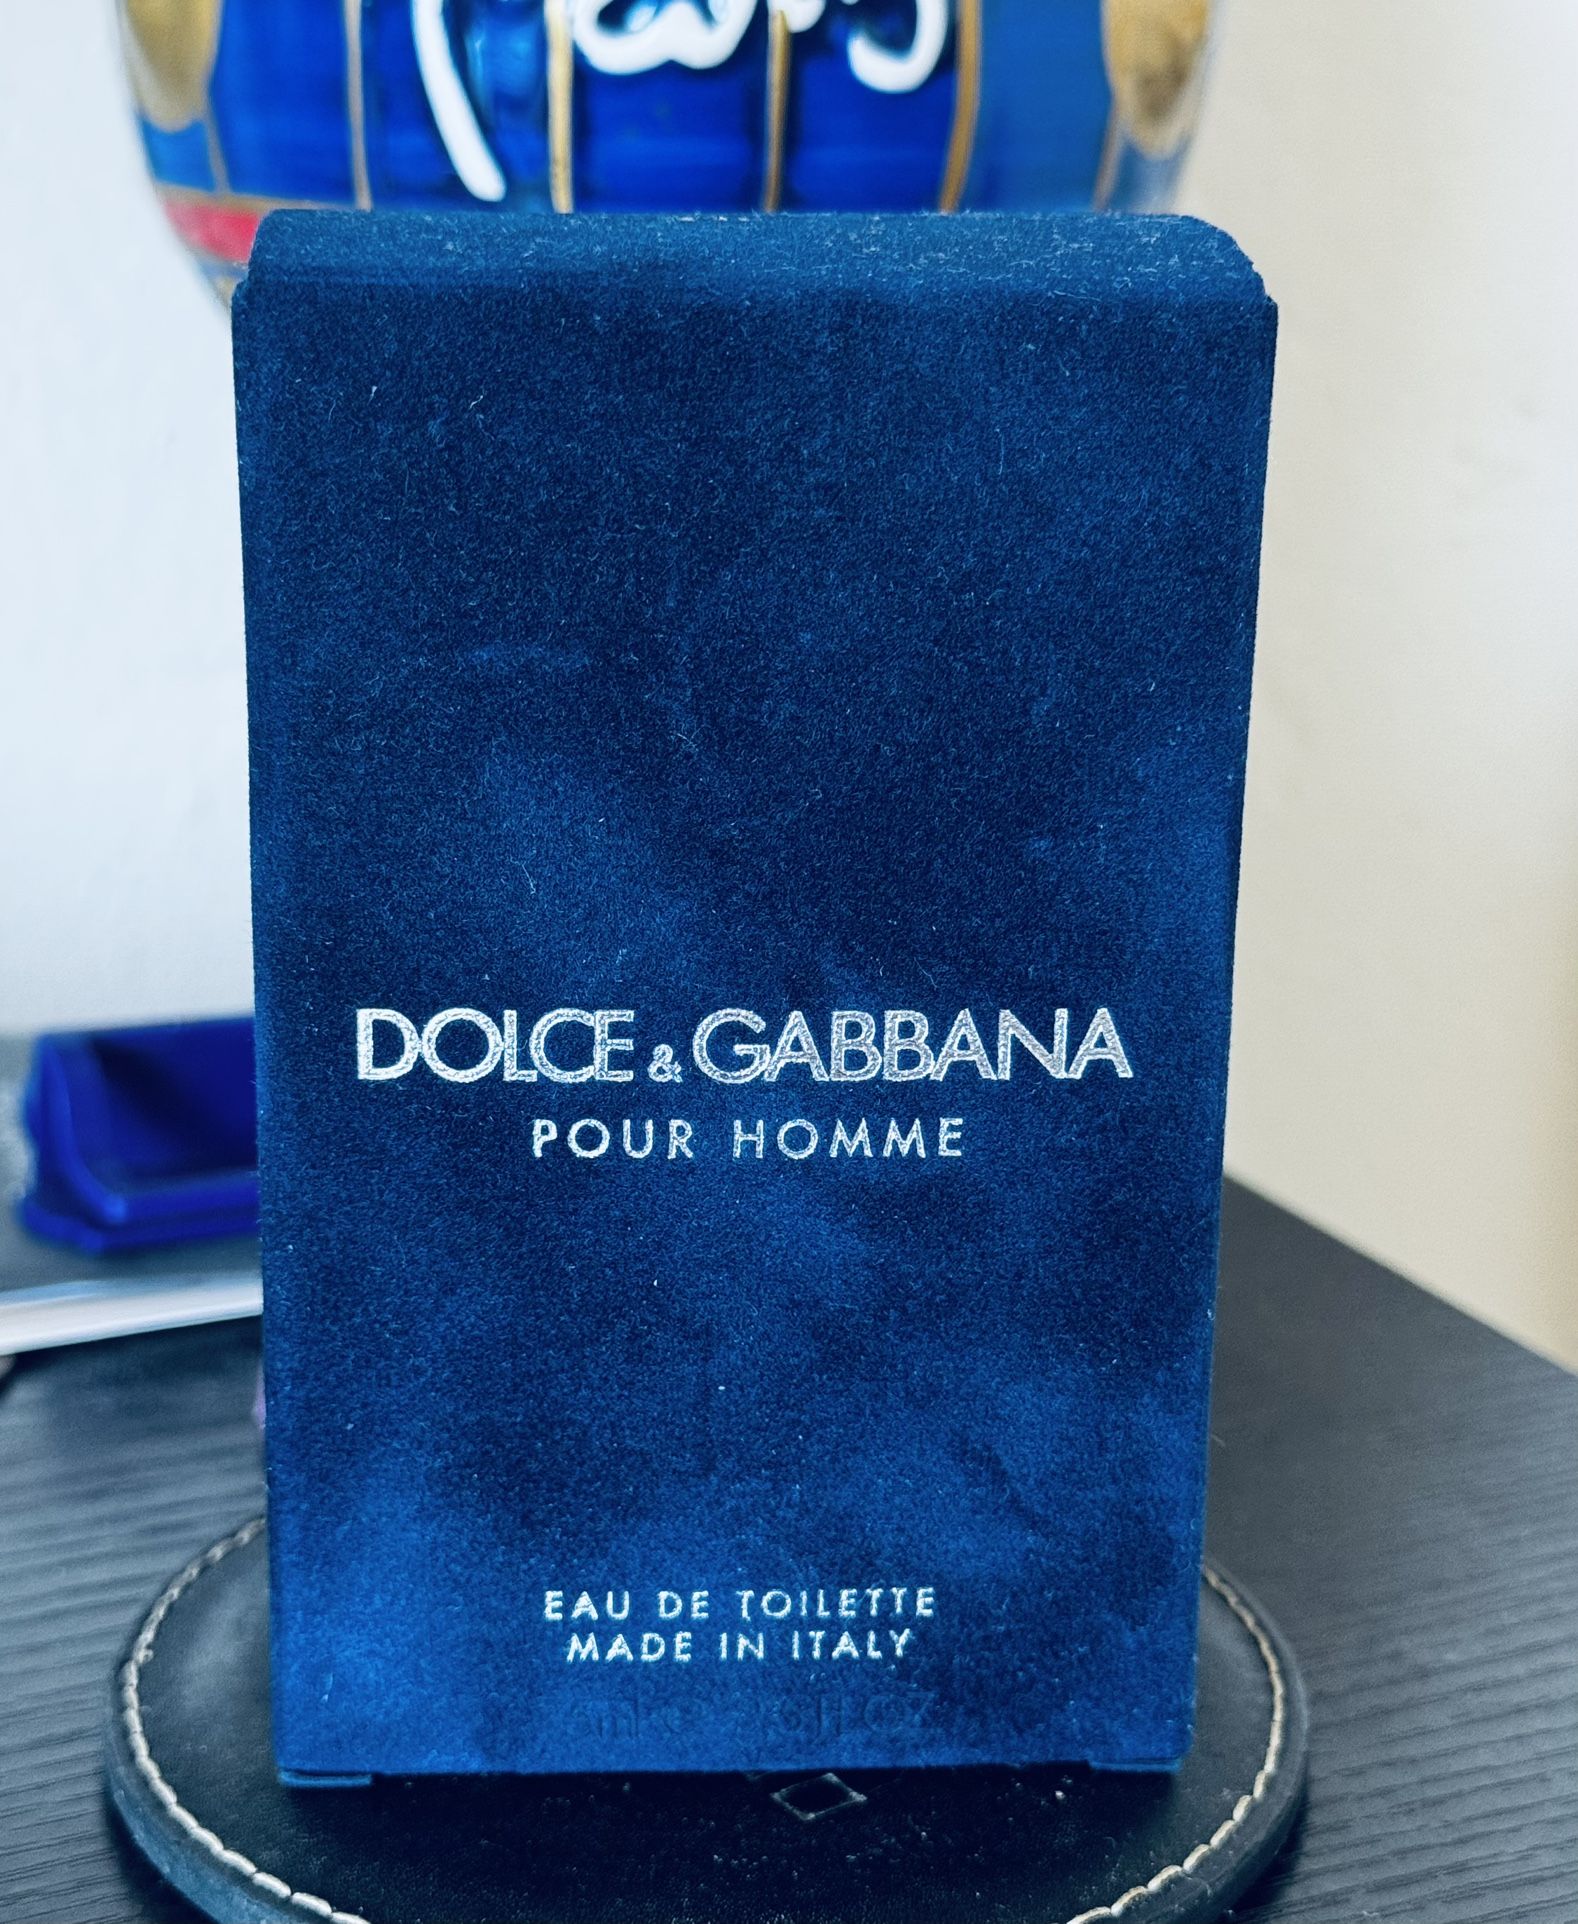 DOLCE & GABBANA
POUR HOMME
EAU DE TOILETTE
MADE IN ITALY